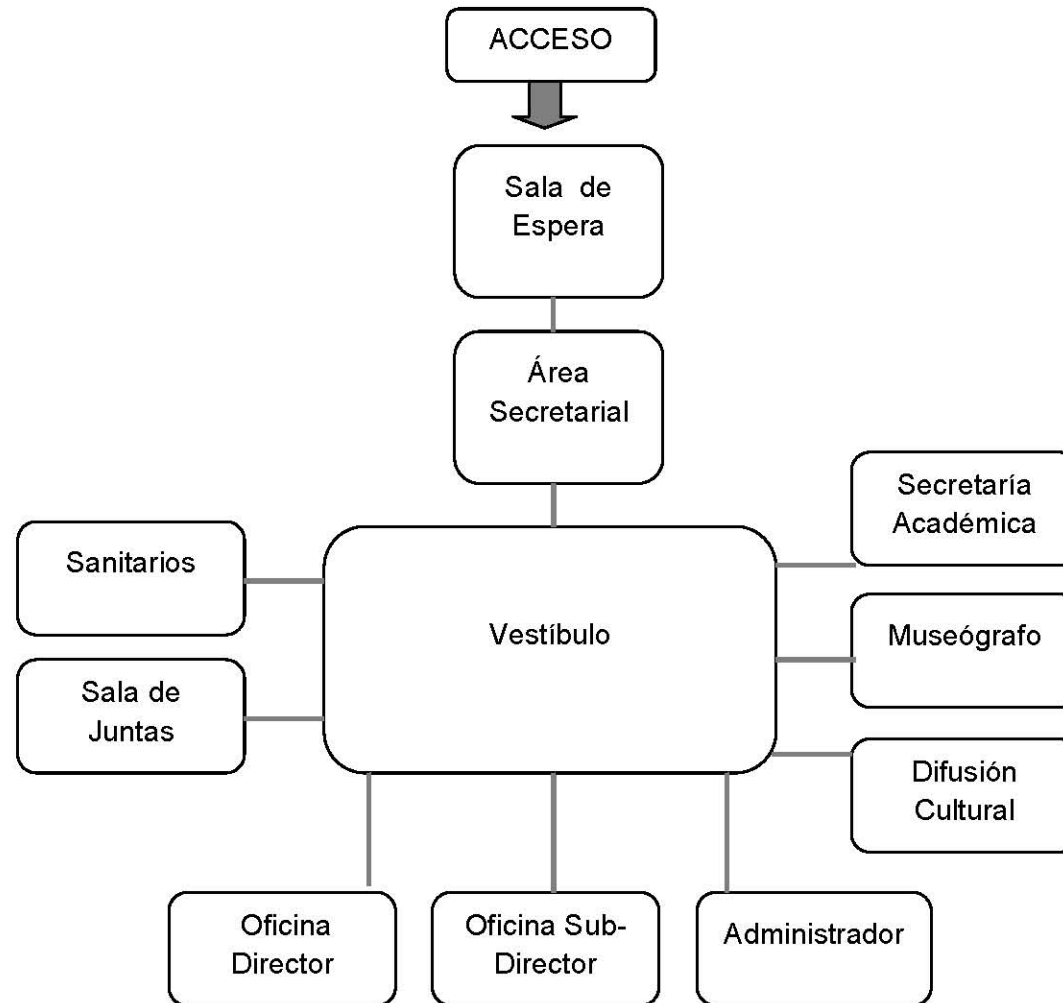 ACCESO
Sala de
Espera
Área
Secretarial
Secretaría
Académica
Sanitarios
Vestíbulo
Museógrafo
Sala de
Juntas
Difusión
Cultural
Oficina
Director
Oficina Sub-
Director
Administrador